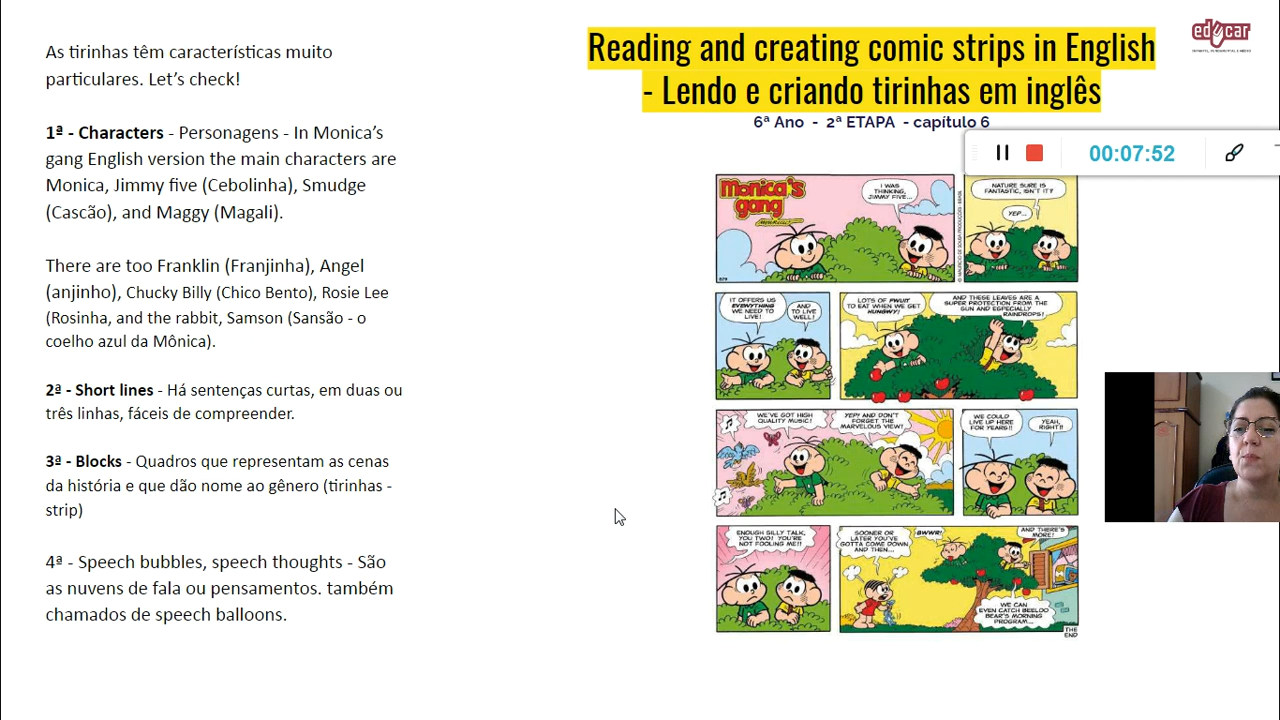 As tirinhas têm características muito
particulares. Let's check!
1ª - Characters - Personagens - In Monica's
gang English version the main characters are
Monica, Jimmy five (Cebolinha), Smudge
(Cascão), and Maggy (Magali).
There are too Franklin (Franjinha), Angel
(anjinho), Chucky Billy (Chico Bento), Rosie Lee
(Rosinha, and the rabbit, Samson (Sansão - o
coelho azul da Mônica).
2ª - Short lines - Há sentenças curtas, em duas ou
três linhas, fáceis de compreender.
3ª - Blocks - Quadros que representam as cenas
da história e que dão nome ao gênero (tirinhas -
strip)
4ª - Speech bubbles, speech thoughts - São
as nuvens de fala ou pensamentos. também
chamados de speech balloons.
Reading and creating comic strips in English
- Lendo e criando tirinhas em inglês
6ª Ano - 2ª ETAPA - capítulo 6
educar
00:07:52
Monica's
gang
I WAS
THINKING,
JIMMY FIVE...
NATURE SURE IS
FANTASTIC, ISN'T IT?
YEP...
IT OFFERS US
EVERYTHING
WE NEED TO
LIVE!
AND
TO LIVE
WELL!
LOTS OF FWUIT
TO EAT WHEN WE GET
HUNGWY!
AND THESE LEAVES ARE A
SUPER PROTECTION FROM THE
SUN AND ESPECIALLY
RAINDROPS!
WE'VE GOT HIGH
QUALITY MUSIC!
YEP! AND DON'T
FORGET THE
MARVELOUS VIEW!
WE COULD
LIVE UP HERE
FOR YEARS!!
YEAH,
RIGHT!!
ENOUGH SILLY TALK,
YOU TWO! YOU'RE
NOT FOOLING ME!!
SOONER OR
LATER YOU'VE
GOTTA COME DOWN
AND THEN...
BWWR!
AND THERE'S
MORE!
WE CAN
EVEN CATCH BEELOO
BEAR'S MORNING
PROGRAM...
THE
END